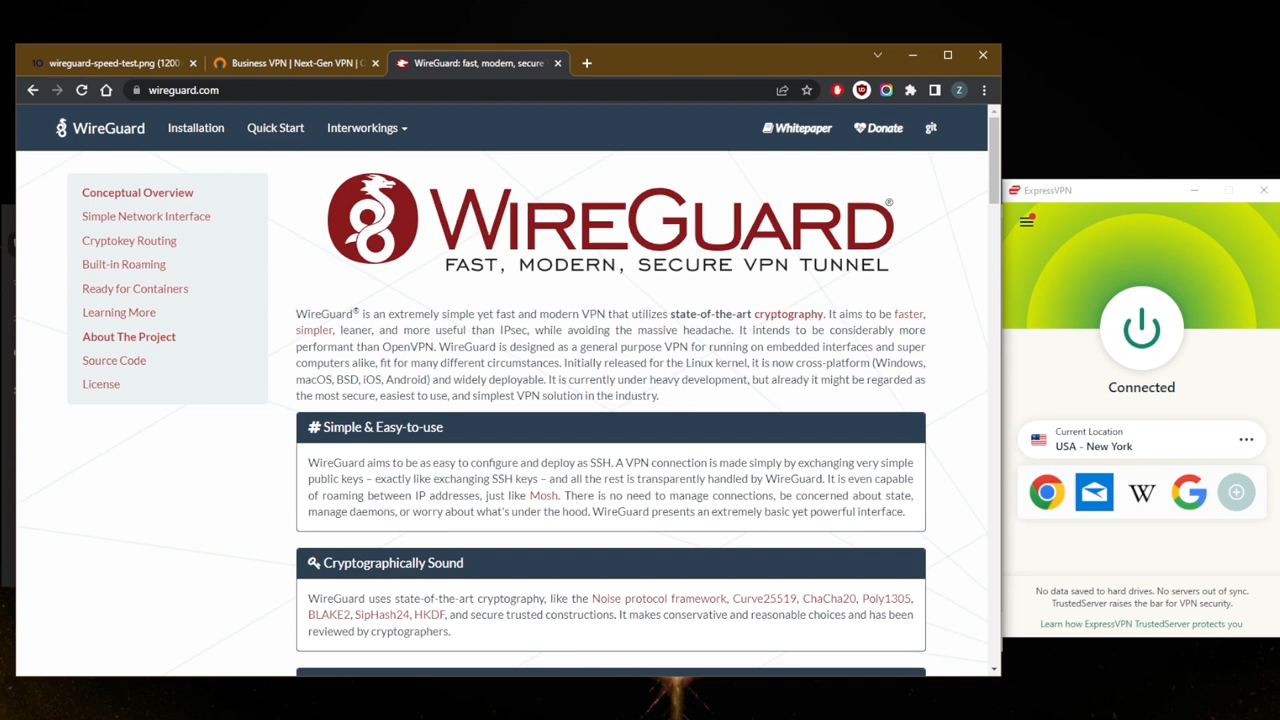 wireguard-speed-test.png (1200
Business VPN | Next-Gen VPN | C
WireGuard: fast, modern, secure
wireguard.com
Z
WireGuard
Installation
Quick Start
Interworkings
Whitepaper
Donate
git
Conceptual Overview
Simple Network Interface
Cryptokey Routing
Built-in Roaming
Ready for Containers
Learning More
About The Project
Source Code
License
WIREGUARD®
FAST, MODERN, SECURE VPN TUNNEL
WireGuard® is an extremely simple yet fast and modern VPN that utilizes state-of-the-art cryptography. It aims to be faster,
simpler, leaner, and more useful than IPsec, while avoiding the massive headache. It intends to be considerably more
performant than OpenVPN. WireGuard is designed as a general purpose VPN for running on embedded interfaces and super
computers alike, fit for many different circumstances. Initially released for the Linux kernel, it is now cross-platform (Windows,
macOS, BSD, iOS, Android) and widely deployable. It is currently under heavy development, but already it might be regarded as
the most secure, easiest to use, and simplest VPN solution in the industry.
# Simple & Easy-to-use
WireGuard aims to be as easy to configure and deploy as SSH. A VPN connection is made simply by exchanging very simple
public keys – exactly like exchanging SSH keys – and all the rest is transparently handled by WireGuard. It is even capable
of roaming between IP addresses, just like Mosh. There is no need to manage connections, be concerned about state,
manage daemons, or worry about what's under the hood. WireGuard presents an extremely basic yet powerful interface.
Cryptographically Sound
WireGuard uses state-of-the-art cryptography, like the Noise protocol framework, Curve25519, ChaCha20, Poly1305,
BLAKE2, SipHash24, HKDF, and secure trusted constructions. It makes conservative and reasonable choices and has been
reviewed by cryptographers.
ExpressVPN
Connected
Current Location
USA - New York
W
G
No data saved to hard drives. No servers out of sync.
TrustedServer raises the bar for VPN security.
Learn how ExpressVPN TrustedServer protects you